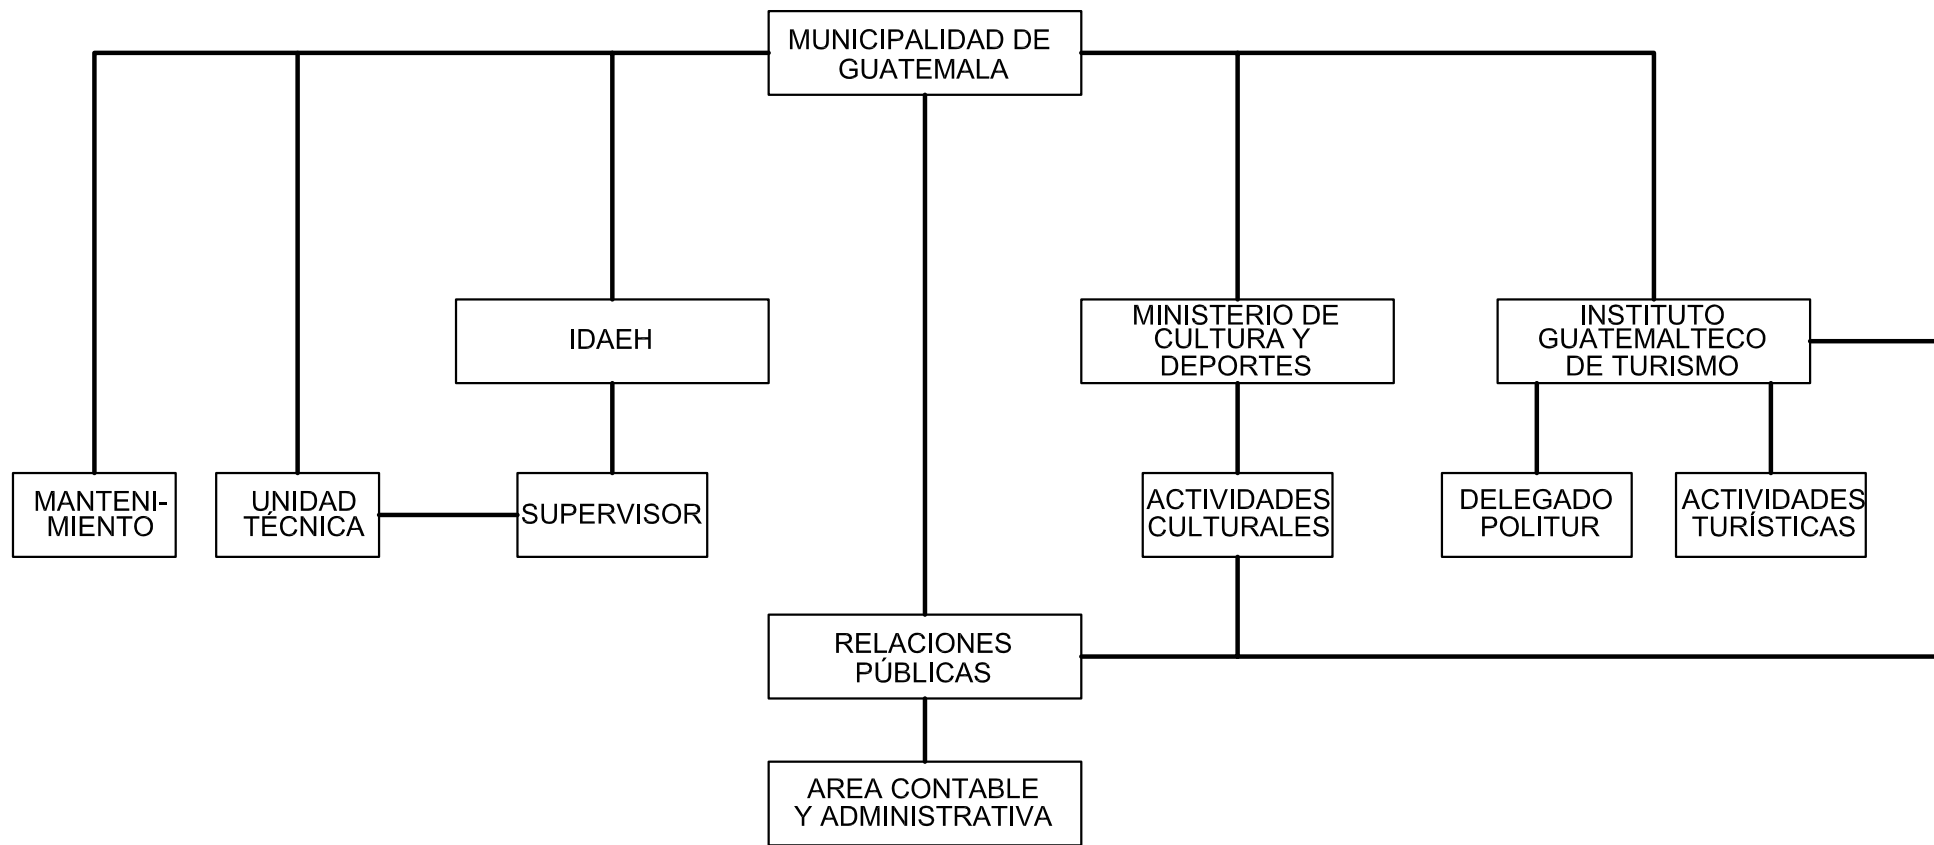 MUNICIPALIDAD DE
GUATEMALA
IDAEH
MINISTERIO DE
CULTURA Y
DEPORTES
INSTITUTO
GUATEMALTECO
DE TURISMO
MANTENI-
MIENTO
UNIDAD
TÉCNICA
SUPERVISOR
ACTIVIDADES
CULTURALES
DELEGADO
POLITUR
ACTIVIDADES
TURÍSTICAS
RELACIONES
PÚBLICAS
AREA CONTABLE
Y ADMINISTRATIVA